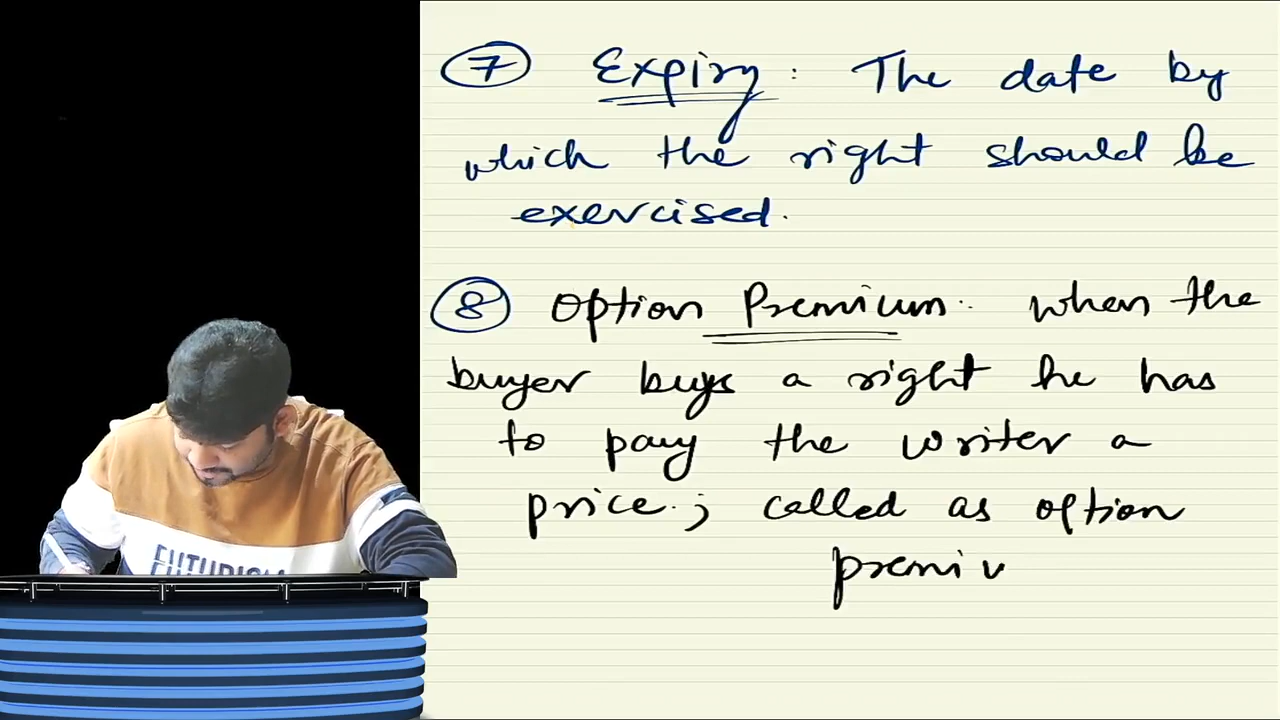 7 Expiry : The date by
which the right should be
exercised.
8 Option Premium : when the
buyer buys a right he has
to pay the writer a
price ; called as option
premiu
FUTURISM